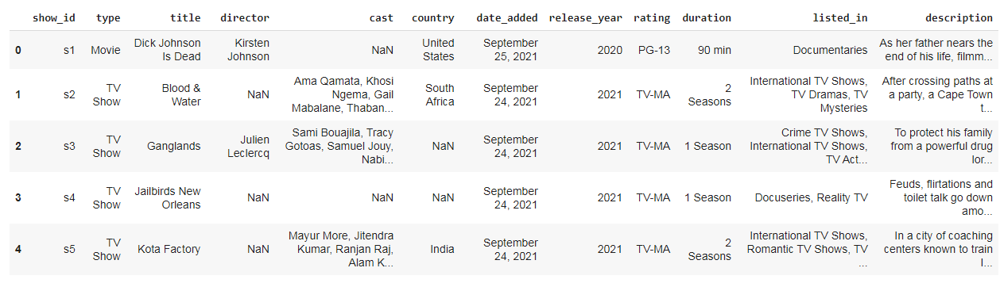 show_id type title director cast country date_added release_year rating duration listed_in description
0 s1 Movie Dick Johnson Is Dead Kirsten Johnson NaN United States September 25, 2021 2020 PG-13 90 min Documentaries As her father nears the end of his life, filmm...
1 s2 TV Show Blood & Water NaN Ama Qamata, Khosi Ngema, Gail Mabalane, Thaban... South Africa September 24, 2021 2021 TV-MA 2 Seasons International TV Shows, TV Dramas, TV Mysteries After crossing paths at a party, a Cape Town t...
2 s3 TV Show Ganglands Julien Leclercq Sami Bouajila, Tracy Gotoas, Samuel Jouy, Nabi... NaN September 24, 2021 2021 TV-MA 1 Season Crime TV Shows, International TV Shows, TV Act... To protect his family from a powerful drug lor...
3 s4 TV Show Jailbirds New Orleans NaN NaN NaN September 24, 2021 2021 TV-MA 1 Season Docuseries, Reality TV Feuds, flirtations and toilet talk go down amo...
4 s5 TV Show Kota Factory NaN Mayur More, Jitendra Kumar, Ranjan Raj, Alam K... India September 24, 2021 2021 TV-MA 2 Seasons International TV Shows, Romantic TV Shows, TV ... In a city of coaching centers known to train I...